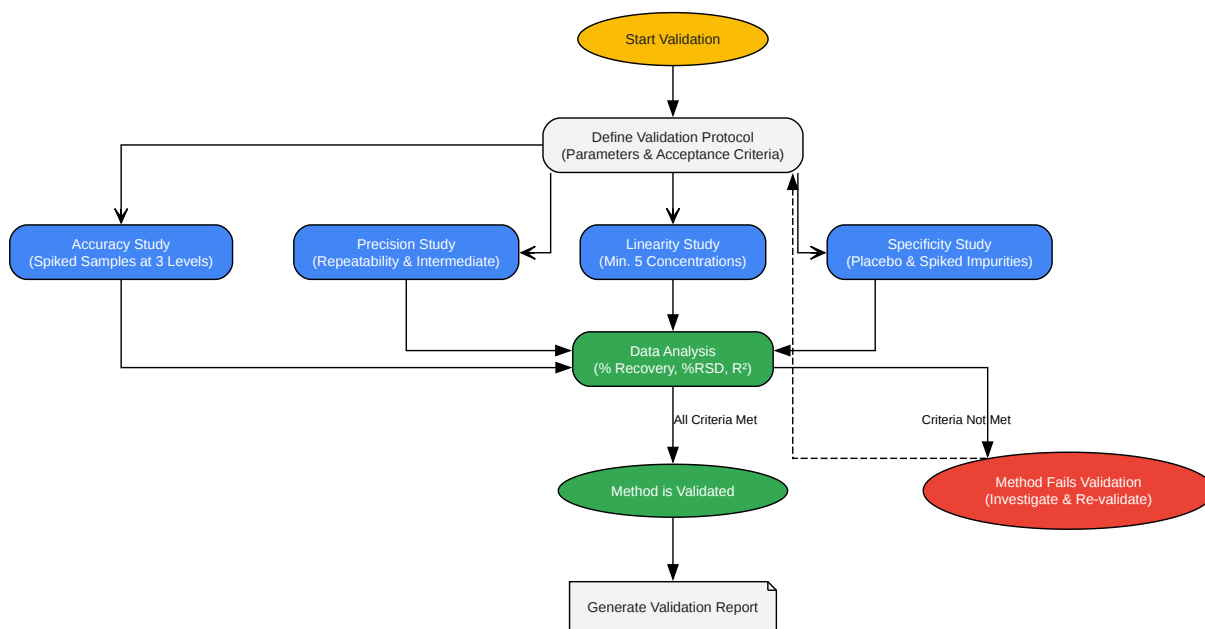 Start Validation
Define Validation Protocol
(Parameters & Acceptance Criteria)
Accuracy Study
(Spiked Samples at 3 Levels)
Precision Study
(Repeatability & Intermediate)
Linearity Study
(Min. 5 Concentrations)
Specificity Study
(Placebo & Spiked Impurities)
Data Analysis
(% Recovery, %RSD, R²)
All Criteria Met
Criteria Not Met
Method is Validated
Method Fails Validation
(Investigate & Re-validate)
Generate Validation Report